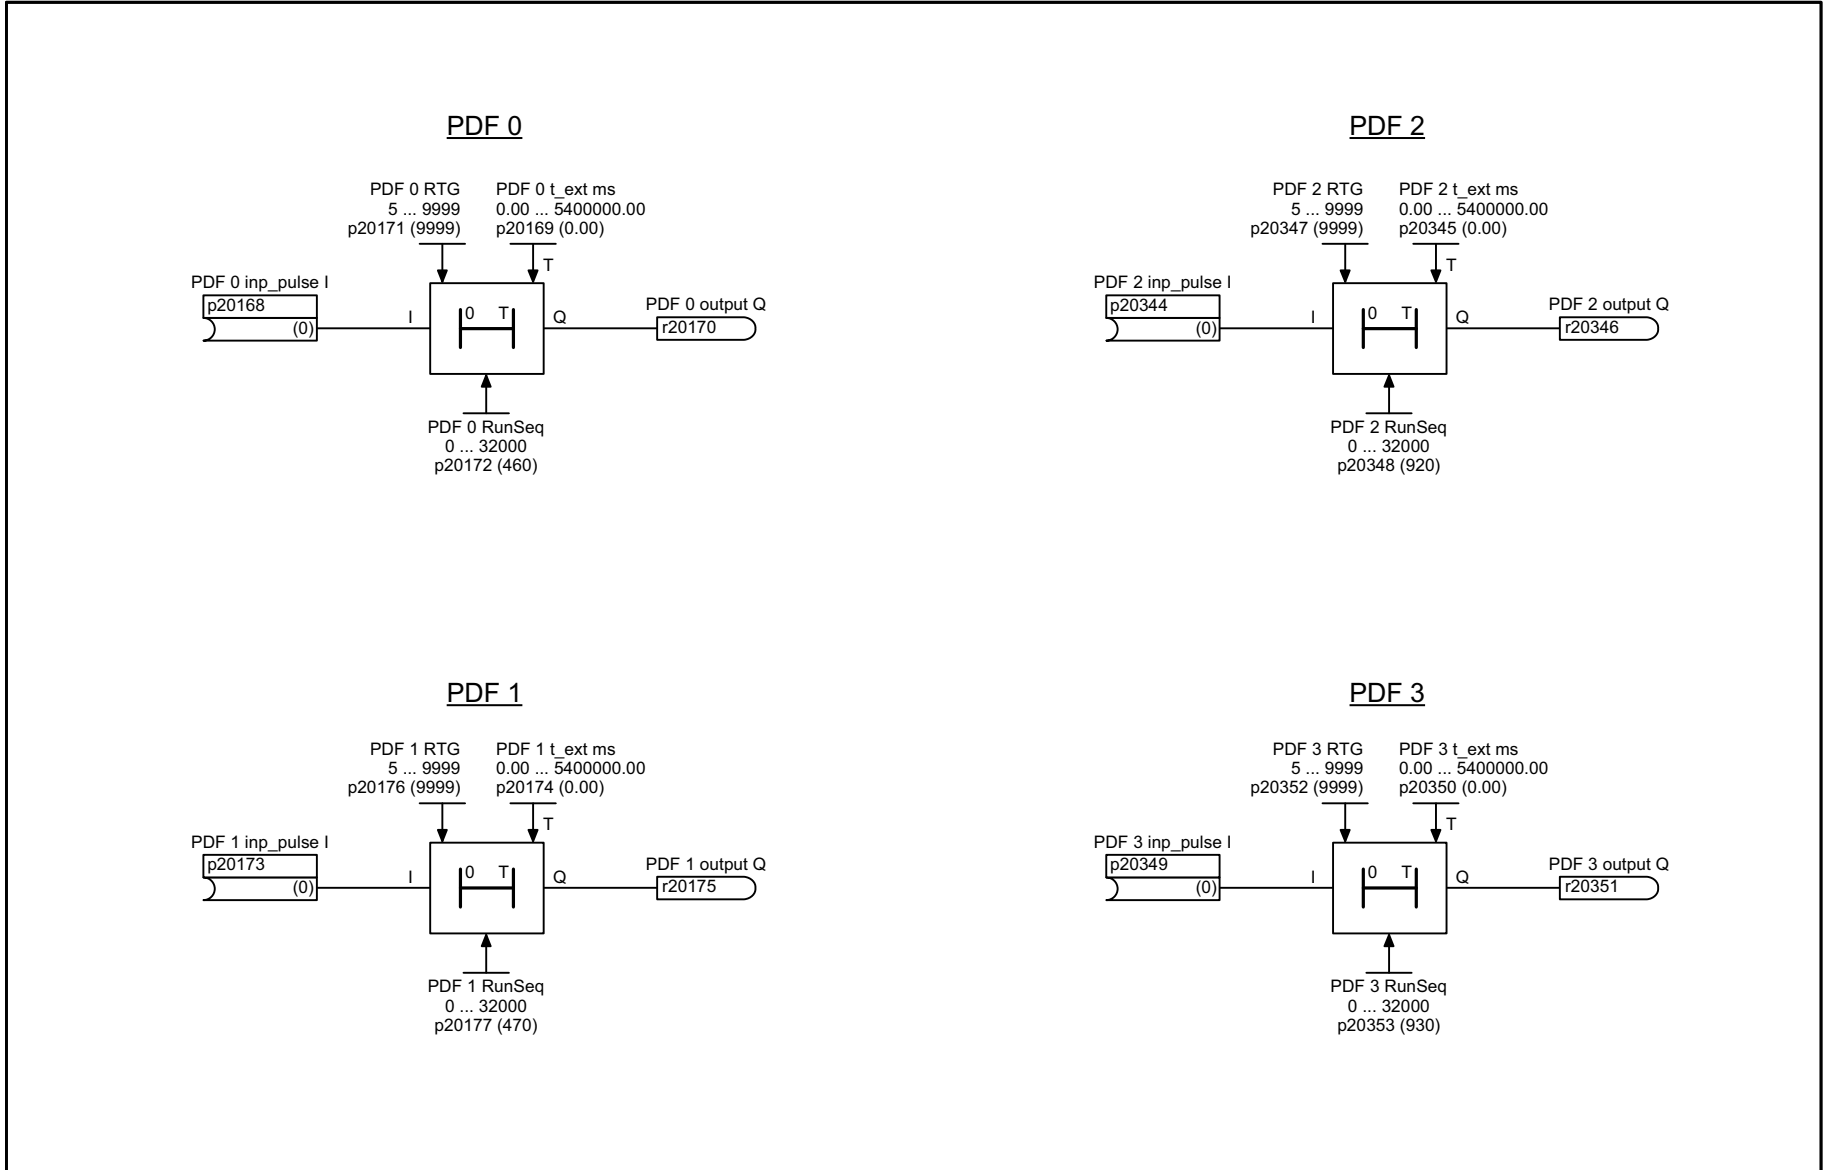 PDF 0
PDF 0 RTG
5 ... 9999
p20171 (9999)
PDF 0 t_ext ms
0.00 ... 5400000.00
p20169 (0.00)
T
PDF 0 inp_pulse I
p20168
(0)
I
0 T
Q
PDF 0 output Q
r20170
PDF 0 RunSeq
0 ... 32000
p20172 (460)
PDF 2
PDF 2 RTG
5 ... 9999
p20347 (9999)
PDF 2 t_ext ms
0.00 ... 5400000.00
p20345 (0.00)
T
PDF 2 inp_pulse I
p20344
(0)
I
0 T
Q
PDF 2 output Q
r20346
PDF 2 RunSeq
0 ... 32000
p20348 (920)
PDF 1
PDF 1 RTG
5 ... 9999
p20176 (9999)
PDF 1 t_ext ms
0.00 ... 5400000.00
p20174 (0.00)
T
PDF 1 inp_pulse I
p20173
(0)
I
0 T
Q
PDF 1 output Q
r20175
PDF 1 RunSeq
0 ... 32000
p20177 (470)
PDF 3
PDF 3 RTG
5 ... 9999
p20352 (9999)
PDF 3 t_ext ms
0.00 ... 5400000.00
p20350 (0.00)
T
PDF 3 inp_pulse I
p20349
(0)
I
0 T
Q
PDF 3 output Q
r20351
PDF 3 RunSeq
0 ... 32000
p20353 (930)